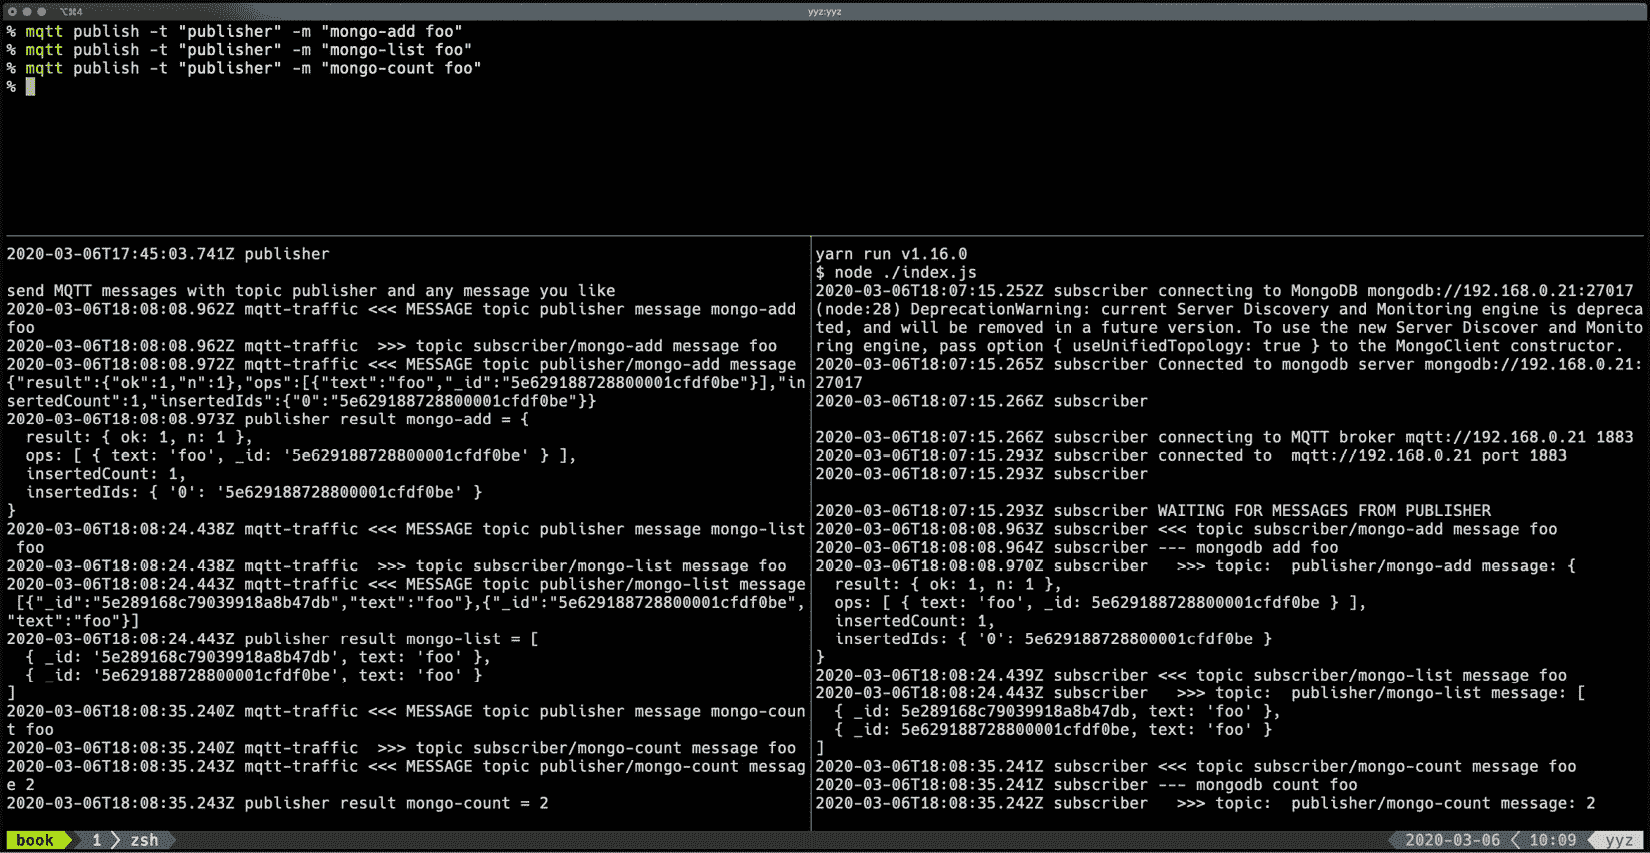 ⌥⌘4
yyz:yyz
% mqtt publish -t "publisher" -m "mongo-add foo"
% mqtt publish -t "publisher" -m "mongo-list foo"
% mqtt publish -t "publisher" -m "mongo-count foo"
%
2020-03-06T17:45:03.741Z publisher
send MQTT messages with topic publisher and any message you like
2020-03-06T18:08:08.962Z mqtt-traffic <<< MESSAGE topic publisher message mongo-add
foo
2020-03-06T18:08:08.962Z mqtt-traffic  >>> topic subscriber/mongo-add message foo
2020-03-06T18:08:08.972Z mqtt-traffic <<< MESSAGE topic publisher/mongo-add message
{"result":{"ok":1,"n":1},"ops":[{"text":"foo","_id":"5e629188728800001cfdf0be"}],"in
sertedCount":1,"insertedIds":{"0":"5e629188728800001cfdf0be"}}
2020-03-06T18:08:08.973Z publisher result mongo-add = {
  result: { ok: 1, n: 1 },
  ops: [ { text: 'foo', _id: '5e629188728800001cfdf0be' } ],
  insertedCount: 1,
  insertedIds: { '0': '5e629188728800001cfdf0be' }
}
2020-03-06T18:08:24.438Z mqtt-traffic <<< MESSAGE topic publisher message mongo-list
 foo
2020-03-06T18:08:24.438Z mqtt-traffic  >>> topic subscriber/mongo-list message foo
2020-03-06T18:08:24.443Z mqtt-traffic <<< MESSAGE topic publisher/mongo-list message
 [{"_id":"5e289168c79039918a8b47db","text":"foo"},{"_id":"5e629188728800001cfdf0be",
"text":"foo"}]
2020-03-06T18:08:24.443Z publisher result mongo-list = [
  { _id: '5e289168c79039918a8b47db', text: 'foo' },
  { _id: '5e629188728800001cfdf0be', text: 'foo' }
]
2020-03-06T18:08:35.240Z mqtt-traffic <<< MESSAGE topic publisher message mongo-coun
t foo
2020-03-06T18:08:35.240Z mqtt-traffic  >>> topic subscriber/mongo-count message foo
2020-03-06T18:08:35.243Z mqtt-traffic <<< MESSAGE topic publisher/mongo-count messag
e 2
2020-03-06T18:08:35.243Z publisher result mongo-count = 2
yarn run v1.16.0
$ node ./index.js
2020-03-06T18:07:15.252Z subscriber connecting to MongoDB mongodb://192.168.0.21:27017
(node:28) DeprecationWarning: current Server Discovery and Monitoring engine is depreca
ted, and will be removed in a future version. To use the new Server Discover and Monito
ring engine, pass option { useUnifiedTopology: true } to the MongoClient constructor.
2020-03-06T18:07:15.265Z subscriber Connected to mongodb server mongodb://192.168.0.21:
27017
2020-03-06T18:07:15.266Z subscriber
2020-03-06T18:07:15.266Z subscriber connecting to MQTT broker mqtt://192.168.0.21 1883
2020-03-06T18:07:15.293Z subscriber connected to  mqtt://192.168.0.21 port 1883
2020-03-06T18:07:15.293Z subscriber
2020-03-06T18:07:15.293Z subscriber WAITING FOR MESSAGES FROM PUBLISHER
2020-03-06T18:08:08.963Z subscriber <<< topic subscriber/mongo-add message foo
2020-03-06T18:08:08.964Z subscriber --- mongodb add foo
2020-03-06T18:08:08.970Z subscriber   >>> topic:  publisher/mongo-add message: {
  result: { ok: 1, n: 1 },
  ops: [ { text: 'foo', _id: 5e629188728800001cfdf0be } ],
  insertedCount: 1,
  insertedIds: { '0': 5e629188728800001cfdf0be }
}
2020-03-06T18:08:24.439Z subscriber <<< topic subscriber/mongo-list message foo
2020-03-06T18:08:24.443Z subscriber   >>> topic:  publisher/mongo-list message: [
  { _id: 5e289168c79039918a8b47db, text: 'foo' },
  { _id: 5e629188728800001cfdf0be, text: 'foo' }
]
2020-03-06T18:08:35.241Z subscriber <<< topic subscriber/mongo-count message foo
2020-03-06T18:08:35.241Z subscriber --- mongodb count foo
2020-03-06T18:08:35.242Z subscriber   >>> topic:  publisher/mongo-count message: 2
book 1 zsh 2020-03-06 10:09 yyz